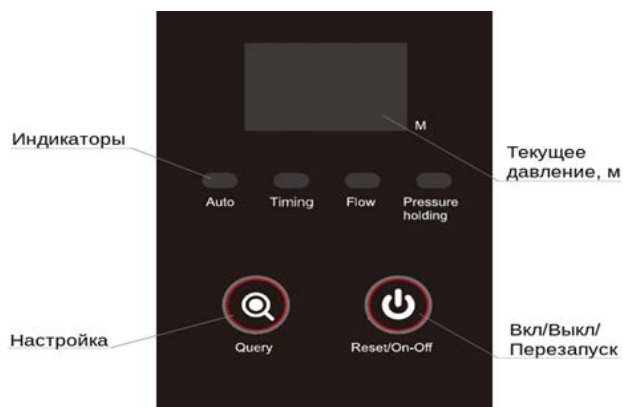 M
Индикаторы
Текущее
давление, м
Auto
Timing
Flow
Pressure
holding
Настройка
Query
Reset/On-Off
Вкл/Выкл/
Перезапуск